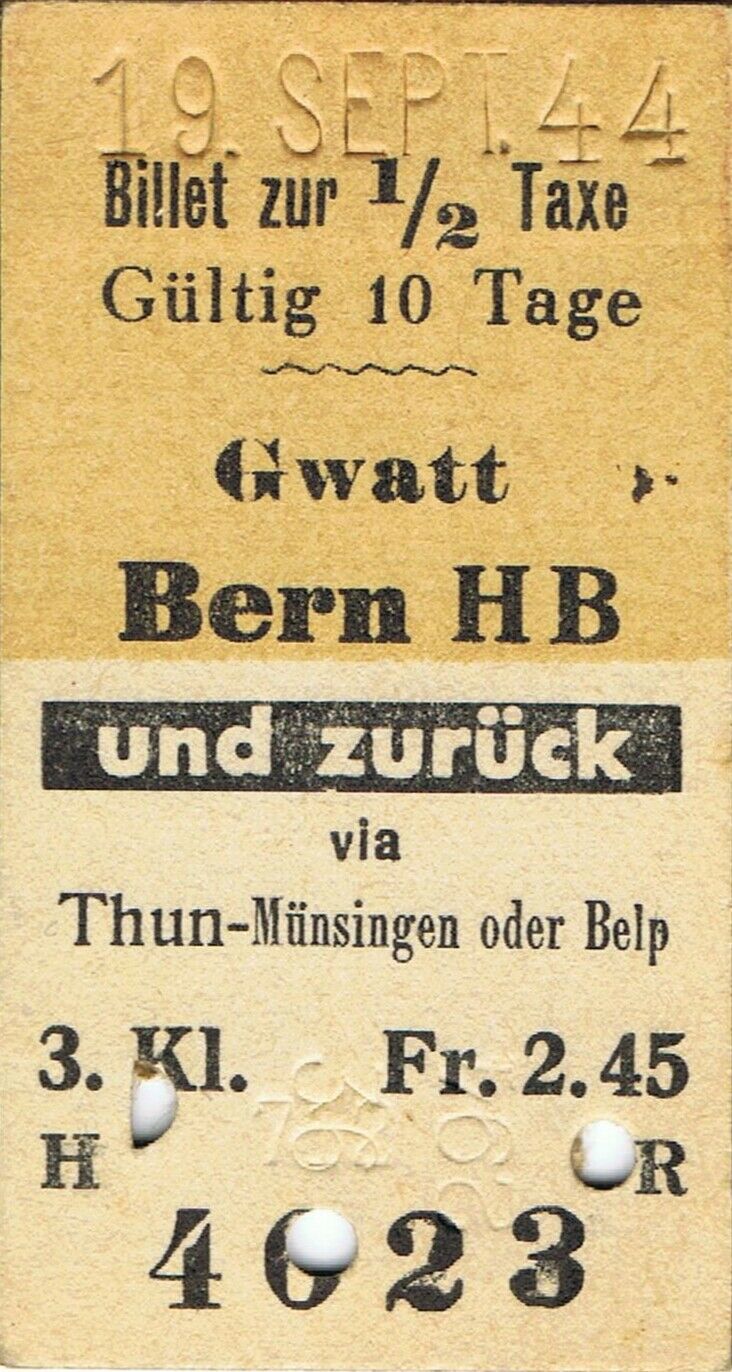 19. SEPT. 44
Billet zur 1/2 Taxe
Gültig 10 Tage
Gwatt
Bern HB
und zurück
via
Thun-Münsingen oder Belp
3. Kl. Fr. 2.45
H R
4023